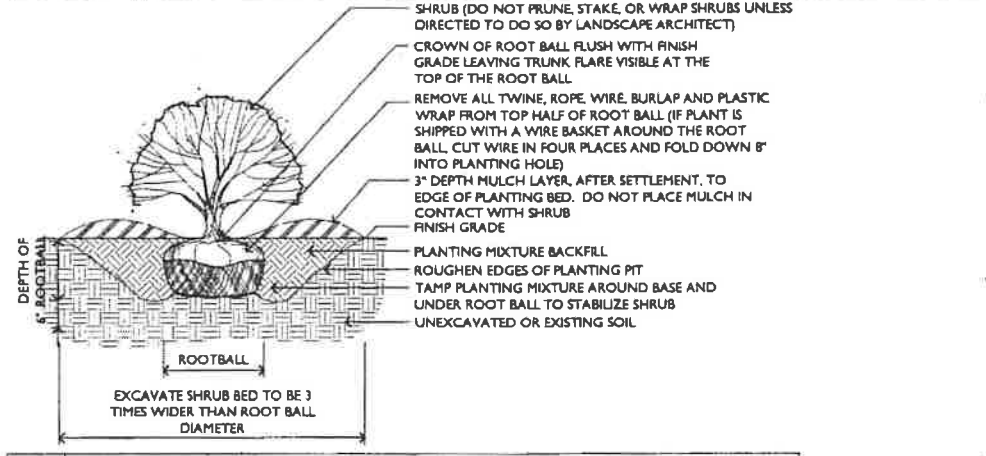 SHRUB (DO NOT PRUNE, STAKE, OR WRAP SHRUBS UNLESS
DIRECTED TO DO SO BY LANDSCAPE ARCHITECT)
CROWN OF ROOT BALL FLUSH WITH FINISH
GRADE LEAVING TRUNK FLARE VISIBLE AT THE
TOP OF THE ROOT BALL
REMOVE ALL TWINE, ROPE, WIRE, BURLAP AND PLASTIC
WRAP FROM TOP HALF OF ROOT BALL (IF PLANT IS
SHIPPED WITH A WIRE BASKET AROUND THE ROOT
BALL, CUT WIRE IN FOUR PLACES AND FOLD DOWN 8"
INTO PLANTING HOLE)
3" DEPTH MULCH LAYER, AFTER SETTLEMENT, TO
EDGE OF PLANTING BED. DO NOT PLACE MULCH IN
CONTACT WITH SHRUB
FINISH GRADE
PLANTING MIXTURE BACKFILL
ROUGHEN EDGES OF PLANTING PIT
TAMP PLANTING MIXTURE AROUND BASE AND
UNDER ROOT BALL TO STABILIZE SHRUB
UNEXCAVATED OR EXISTING SOIL
DEPTH OF
ROOTBALL
6"
ROOTBALL
EXCAVATE SHRUB BED TO BE 3
TIMES WIDER THAN ROOT BALL
DIAMETER